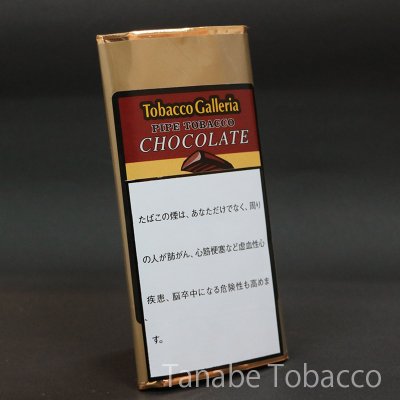 Tobacco Galleria
PIPE TOBACCO
CHOCOLATE
たばこの煙は、あなただけでなく、周り
の人が肺がん、心筋梗塞など虚血性心
疾患、脳卒中になる危険性も高めま
す。
Tanabe Tobacco